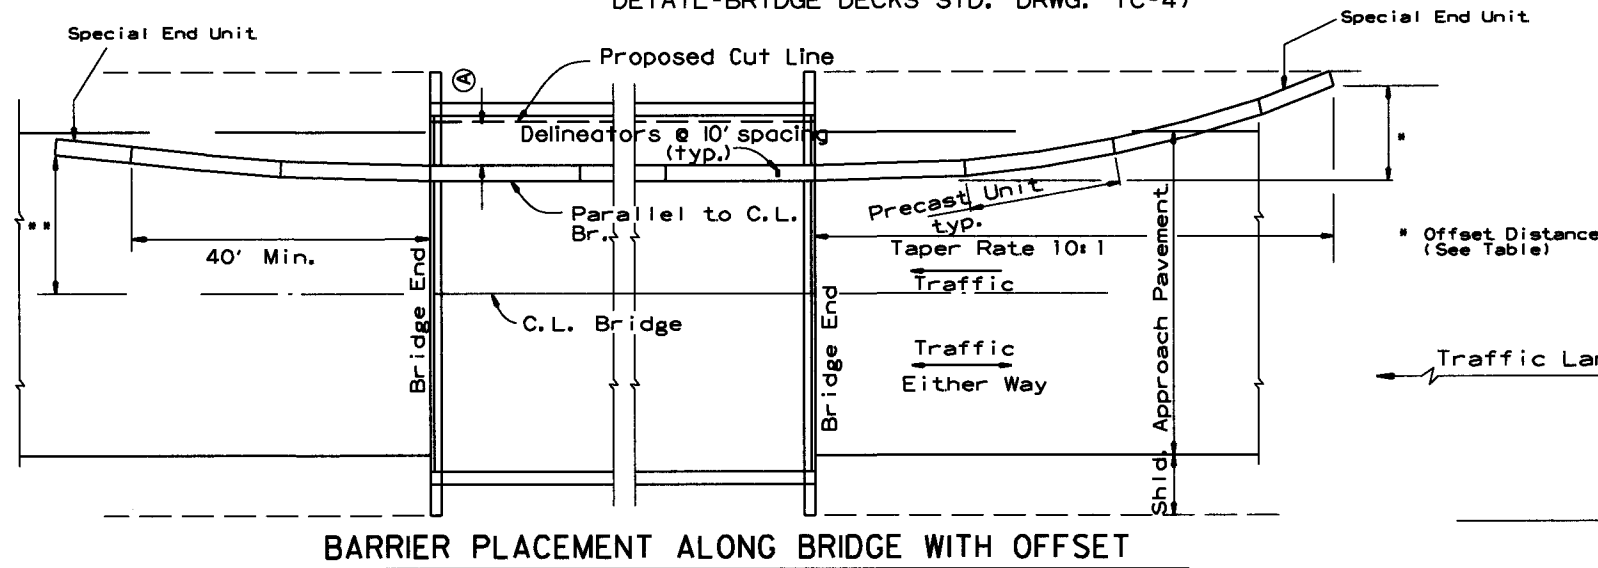 DETAIL-BRIDGE DECKS STD. DRWG. TC-47
Special End Unit
Special End Unit
Proposed Cut Line
A
Delineators @ 10' spacing
(typ.)
*
**
Precast Unit
typ.
Parallel to C.L.
Br.
40' Min.
Taper Rate 10:1
* Offset Distance
(See Table)
Traffic
C.L. Bridge
Bridge End
Bridge End
Traffic
Either Way
Shld. Approach Pavement
Traffic Lan
BARRIER PLACEMENT ALONG BRIDGE WITH OFFSET